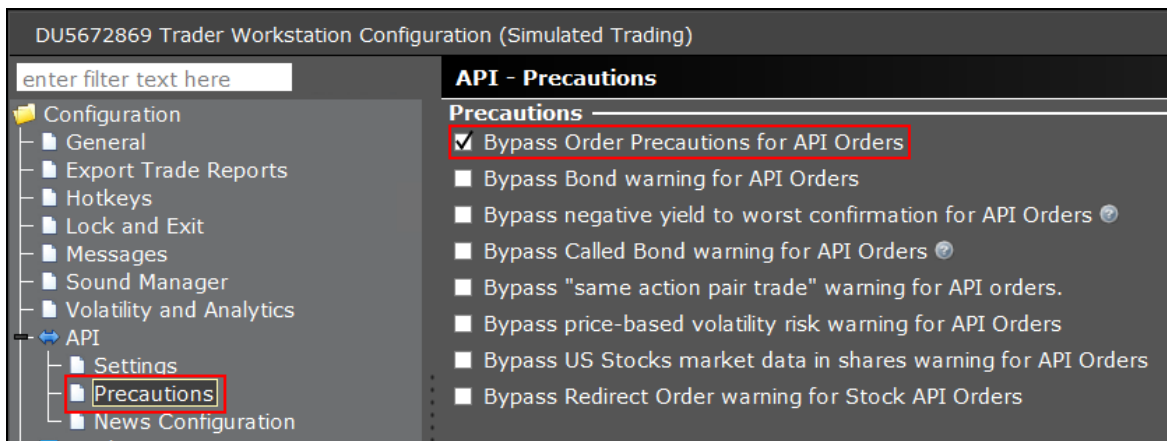 DU5672869 Trader Workstation Configuration (Simulated Trading)
enter filter text here
Configuration
General
Export Trade Reports
Hotkeys
Lock and Exit
Messages
Sound Manager
Volatility and Analytics
API
Settings
Precautions
News Configuration
API - Precautions
Precautions
Bypass Order Precautions for API Orders
Bypass Bond warning for API Orders
Bypass negative yield to worst confirmation for API Orders
Bypass Called Bond warning for API Orders
Bypass "same action pair trade" warning for API orders.
Bypass price-based volatility risk warning for API Orders
Bypass US Stocks market data in shares warning for API Orders
Bypass Redirect Order warning for Stock API Orders